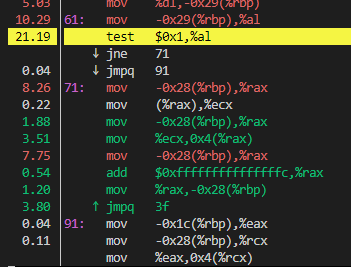 5.03 mov %dl,-0x29(%rbp)
10.29 61: mov -0x29(%rbp),%al
21.19 test $0x1,%al
↓ jne 71
0.04 ↓ jmpq 91
8.26 71: mov -0x28(%rbp),%rax
0.22 mov (%rax),%ecx
1.88 mov -0x28(%rbp),%rax
3.51 mov %ecx,0x4(%rax)
7.75 mov -0x28(%rbp),%rax
0.54 add $0xfffffffffffffffc,%rax
1.20 mov %rax,-0x28(%rbp)
3.80 ↑ jmpq 3f
0.04 91: mov -0x1c(%rbp),%eax
0.11 mov -0x28(%rbp),%rcx
mov %eax,0x4(%rcx)